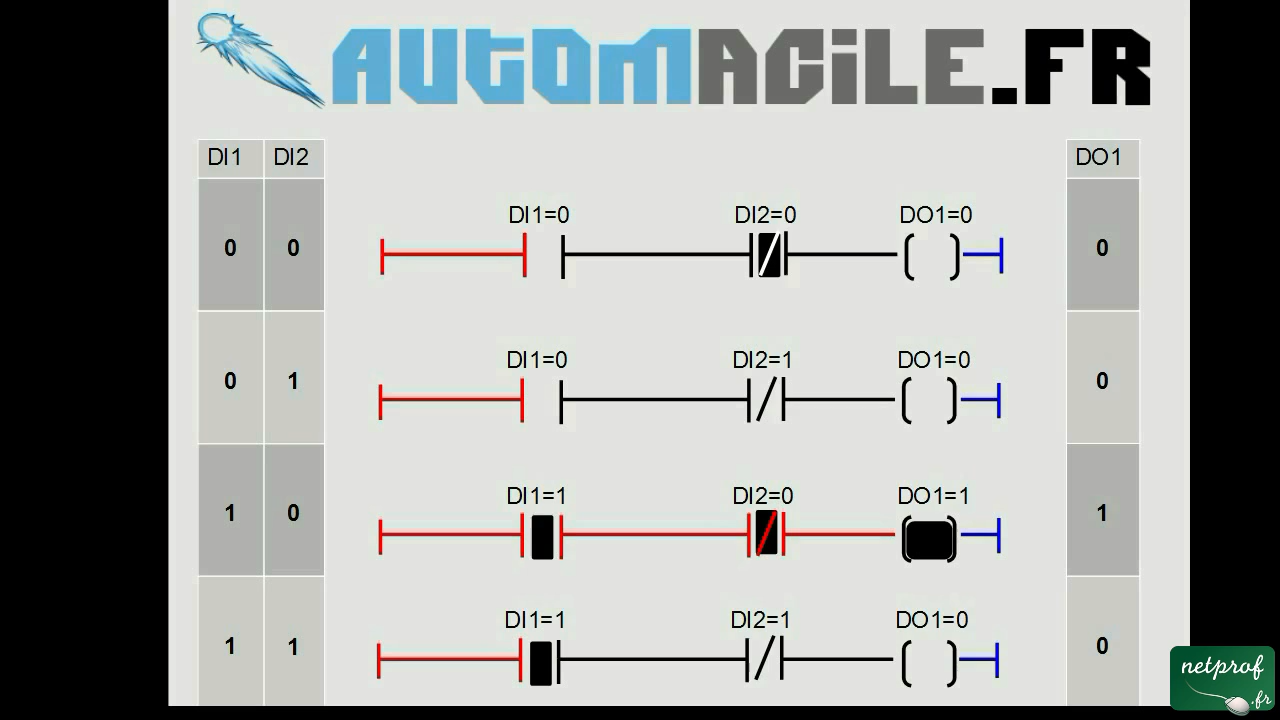 AUTOMACiLE.FR
DI1 DI2 DO1
DI1=0 DI2=0 DO1=0
0 0 0
DI1=0 DI2=1 DO1=0
0 1 0
DI1=1 DI2=0 DO1=1
1 0 1
DI1=1 DI2=1 DO1=0
1 1 0
netprof
.fr